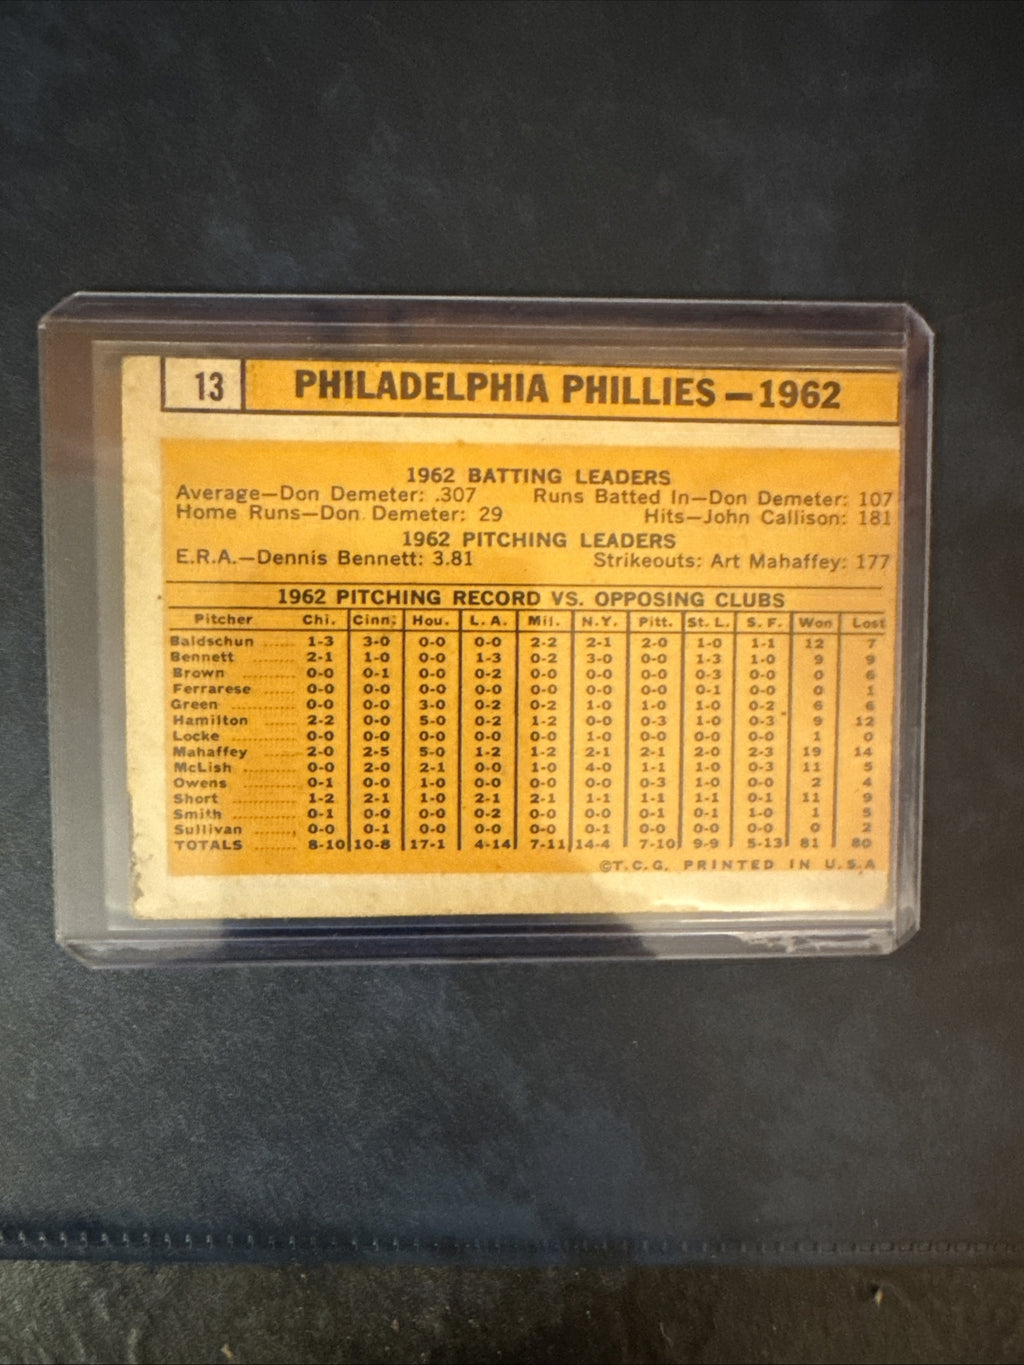 13 PHILADELPHIA PHILLIES—1962
1962 BATTING LEADERS
Average—Don Demeter: .307 Runs Batted In—Don Demeter: 107
Home Runs—Don Demeter: 29 Hits—John Callison: 181
1962 PITCHING LEADERS
E.R.A.—Dennis Bennett: 3.81 Strikeouts: Art Mahaffey: 177
1962 PITCHING RECORD VS. OPPOSING CLUBS
Pitcher Chi. Cinn. Hou. L.A. Mil. N.Y. Pitt. St. L. S.F. Won Lost
Baldschun ...... 1-3 3-0 0-0 0-0 2-2 2-1 2-0 1-0 1-1 12 7
Bennett ...... 2-1 1-0 0-0 1-3 0-2 3-0 0-0 1-3 1-0 9 9
Brown ...... 0-0 0-1 0-0 0-2 0-0 0-0 0-0 0-3 0-0 0 6
Ferrarese ...... 0-0 0-0 0-0 0-0 0-0 0-0 0-0 0-1 0-0 0 1
Green ...... 0-0 0-0 3-0 0-2 0-2 1-0 1-0 1-0 0-2 6 6
Hamilton ...... 2-2 0-0 5-0 0-2 1-2 0-0 0-3 1-0 0-3 9 12
Locke ...... 0-0 0-0 0-0 0-0 0-0 1-0 0-0 0-0 0-0 1 0
Mahaffey ...... 2-0 2-5 5-0 1-2 1-2 2-1 2-1 2-0 2-3 19 14
McLish ...... 0-0 2-0 2-1 0-0 1-0 4-0 1-1 1-0 0-3 11 5
Owens ...... 0-1 0-0 1-0 0-0 0-0 1-0 0-3 0-0 0-0 2 4
Short ...... 1-2 2-1 1-0 2-1 2-1 1-1 1-1 1-1 0-1 11 9
Smith ...... 0-1 0-0 0-0 0-2 0-0 0-0 0-1 0-1 1-0 1 5
Sullivan ...... 0-0 0-1 0-0 0-0 0-0 0-1 0-0 0-0 0-0 0 2
TOTALS 8-10 10-8 17-1 4-14 7-11 14-4 7-10 9-9 5-13 81 80
©T.C.G. PRINTED IN U.S.A